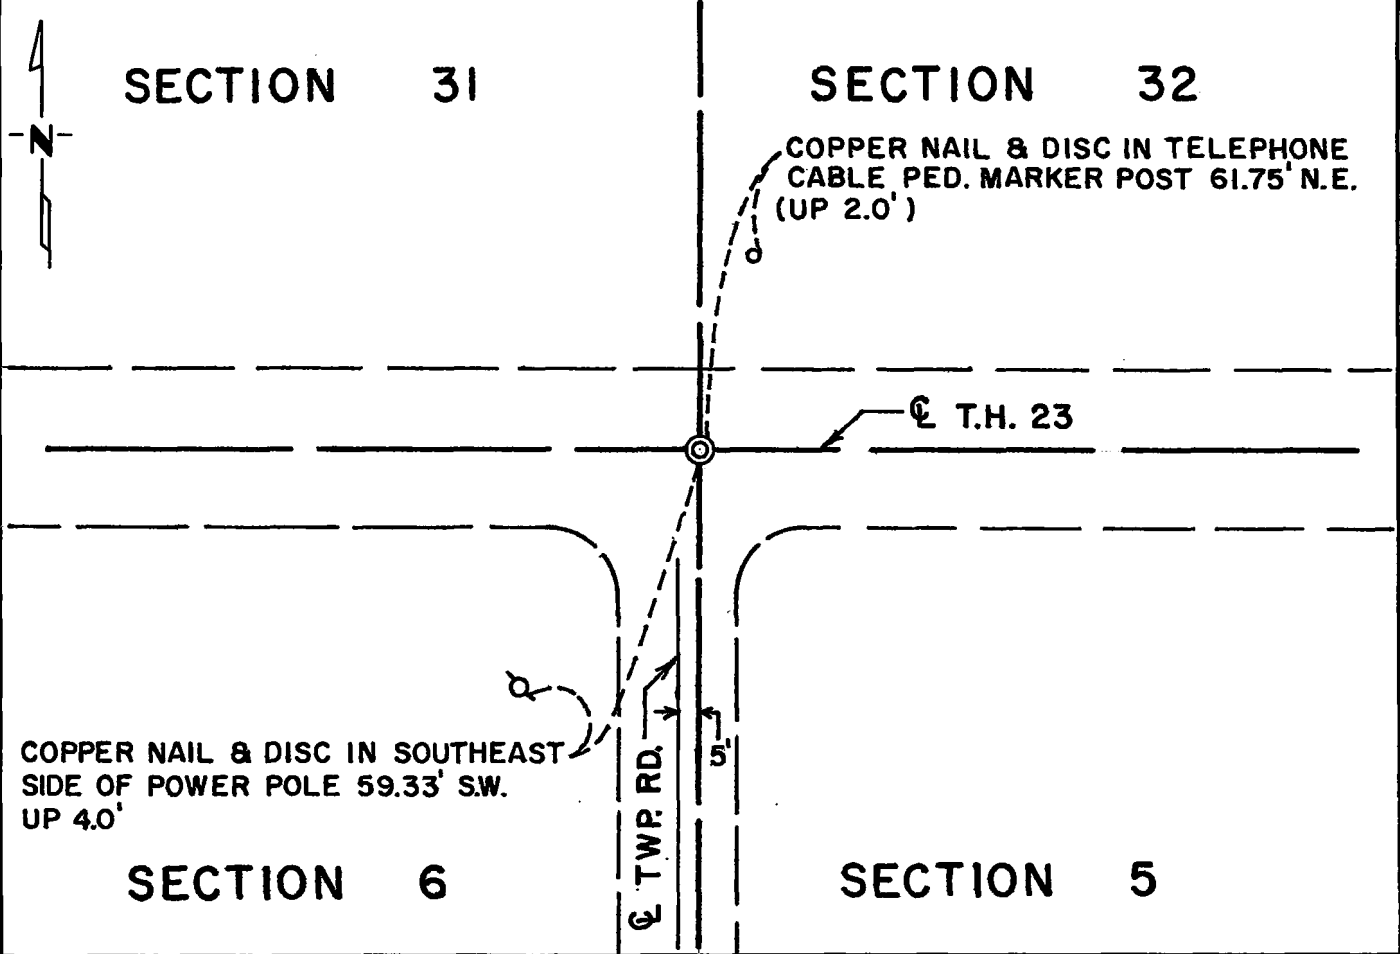 SECTION 31
SECTION 32
N
COPPER NAIL & DISC IN TELEPHONE
CABLE PED. MARKER POST 61.75' N.E.
(UP 2.0')
℄ T.H. 23
COPPER NAIL & DISC IN SOUTHEAST
SIDE OF POWER POLE 59.33' S.W.
UP 4.0'
℄ TWP. RD.
5'
SECTION 6
SECTION 5